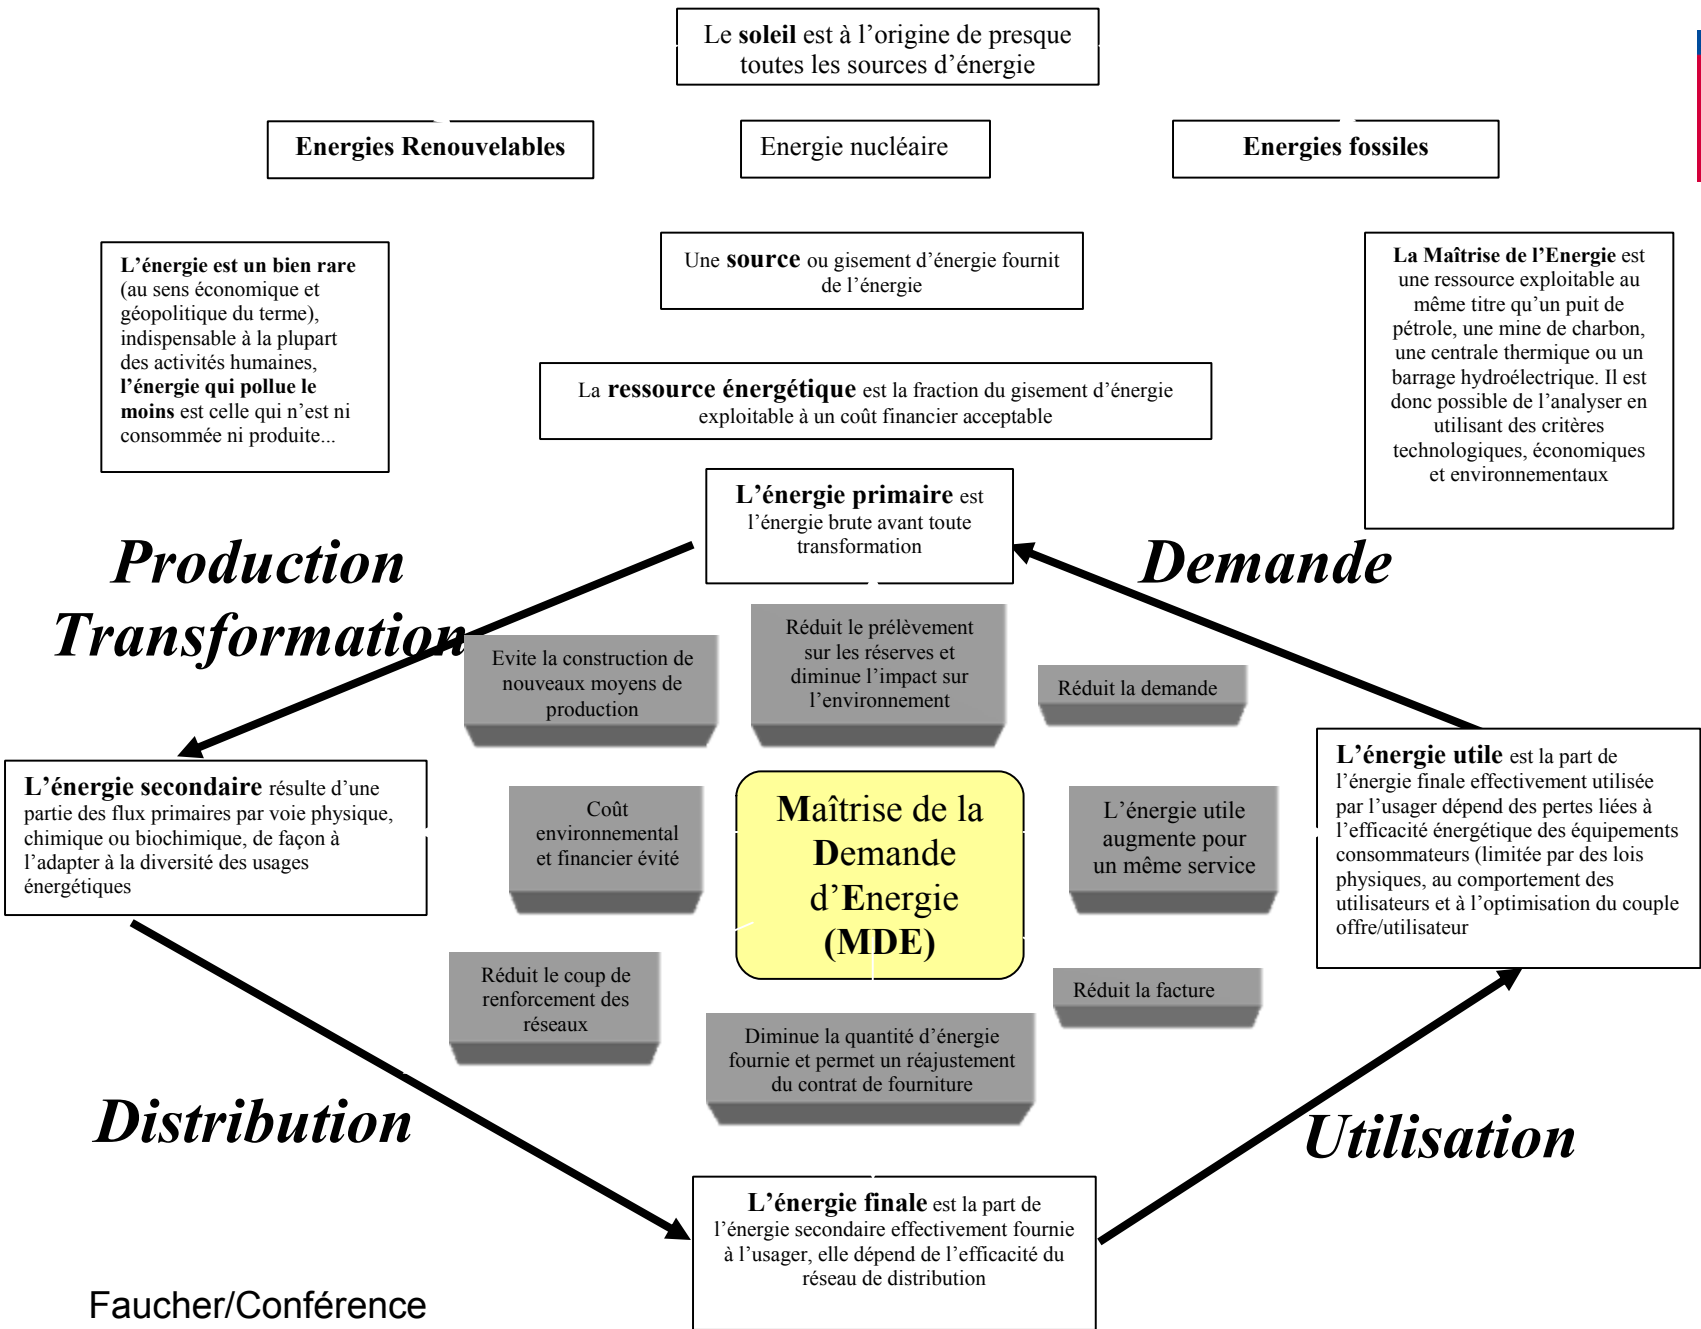 Le soleil est à l’origine de presque
toutes les sources d’énergie
Energies Renouvelables
Energie nucléaire
Energies fossiles
L’énergie est un bien rare
(au sens économique et
géopolitique du terme),
indispensable à la plupart
des activités humaines,
l’énergie qui pollue le
moins est celle qui n’est ni
consommée ni produite...
Une source ou gisement d’énergie fournit
de l’énergie
La Maîtrise de l’Energie est
une ressource exploitable au
même titre qu’un puit de
pétrole, une mine de charbon,
une centrale thermique ou un
barrage hydroélectrique. Il est
donc possible de l’analyser en
utilisant des critères
technologiques, économiques
et environnementaux
La ressource énergétique est la fraction du gisement d’énergie
exploitable à un coût financier acceptable
L’énergie primaire est
l’énergie brute avant toute
transformation
Production
Transformation
Demande
Evite la construction de
nouveaux moyens de
production
Réduit le prélèvement
sur les réserves et
diminue l’impact sur
l’environnement
Réduit la demande
L’énergie secondaire résulte d’une
partie des flux primaires par voie physique,
chimique ou biochimique, de façon à
l’adapter à la diversité des usages
énergétiques
Coût
environnemental
et financier évité
Maîtrise de la
Demande
d’Energie
(MDE)
L’énergie utile
augmente pour
un même service
L’énergie utile est la part de
l’énergie finale effectivement utilisée
par l’usager dépend des pertes liées à
l’efficacité énergétique des équipements
consommateurs (limitée par des lois
physiques, au comportement des
utilisateurs et à l’optimisation du couple
offre/utilisateur
Réduit le coup de
renforcement des
réseaux
Réduit la facture
Diminue la quantité d’énergie
fournie et permet un réajustement
du contrat de fourniture
Distribution
Utilisation
L’énergie finale est la part de
l’énergie secondaire effectivement fournie
à l’usager, elle dépend de l’efficacité du
réseau de distribution
Faucher/Conférence